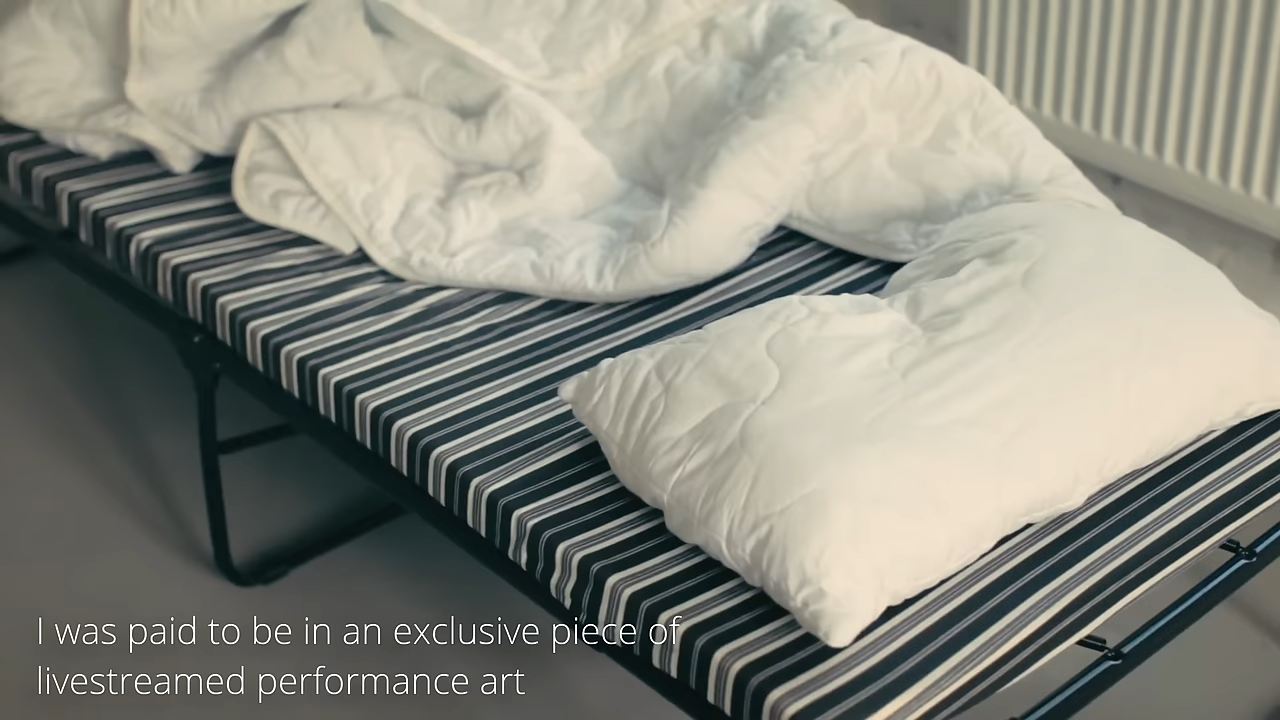 I was paid to be in an exclusive piece of
livestreamed performance art